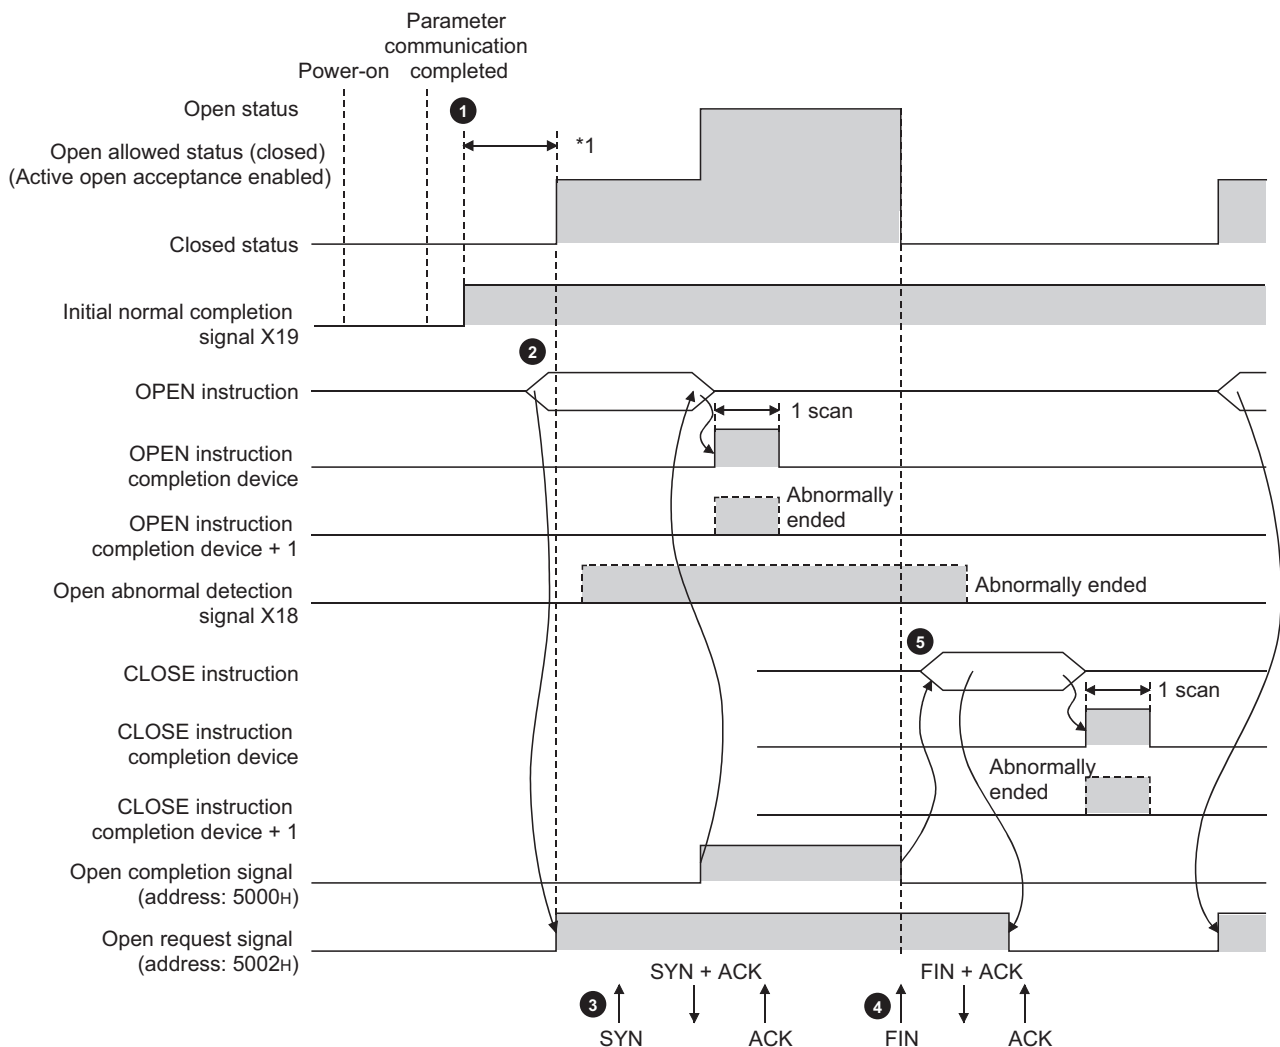 Parameter
communication
completed
Power-on
Open status
1
*1
Open allowed status (closed)
(Active open acceptance enabled)
Closed status
Initial normal completion
signal X19
2
OPEN instruction
1 scan
OPEN instruction
completion device
Abnormally
ended
OPEN instruction
completion device + 1
Open abnormal detection
signal X18
Abnormally ended
5
CLOSE instruction
1 scan
CLOSE instruction
completion device
Abnormally
ended
CLOSE instruction
completion device + 1
Open completion signal
(address: 5000H)
Open request signal
(address: 5002H)
SYN + ACK
FIN + ACK
3
4
SYN
ACK
FIN
ACK